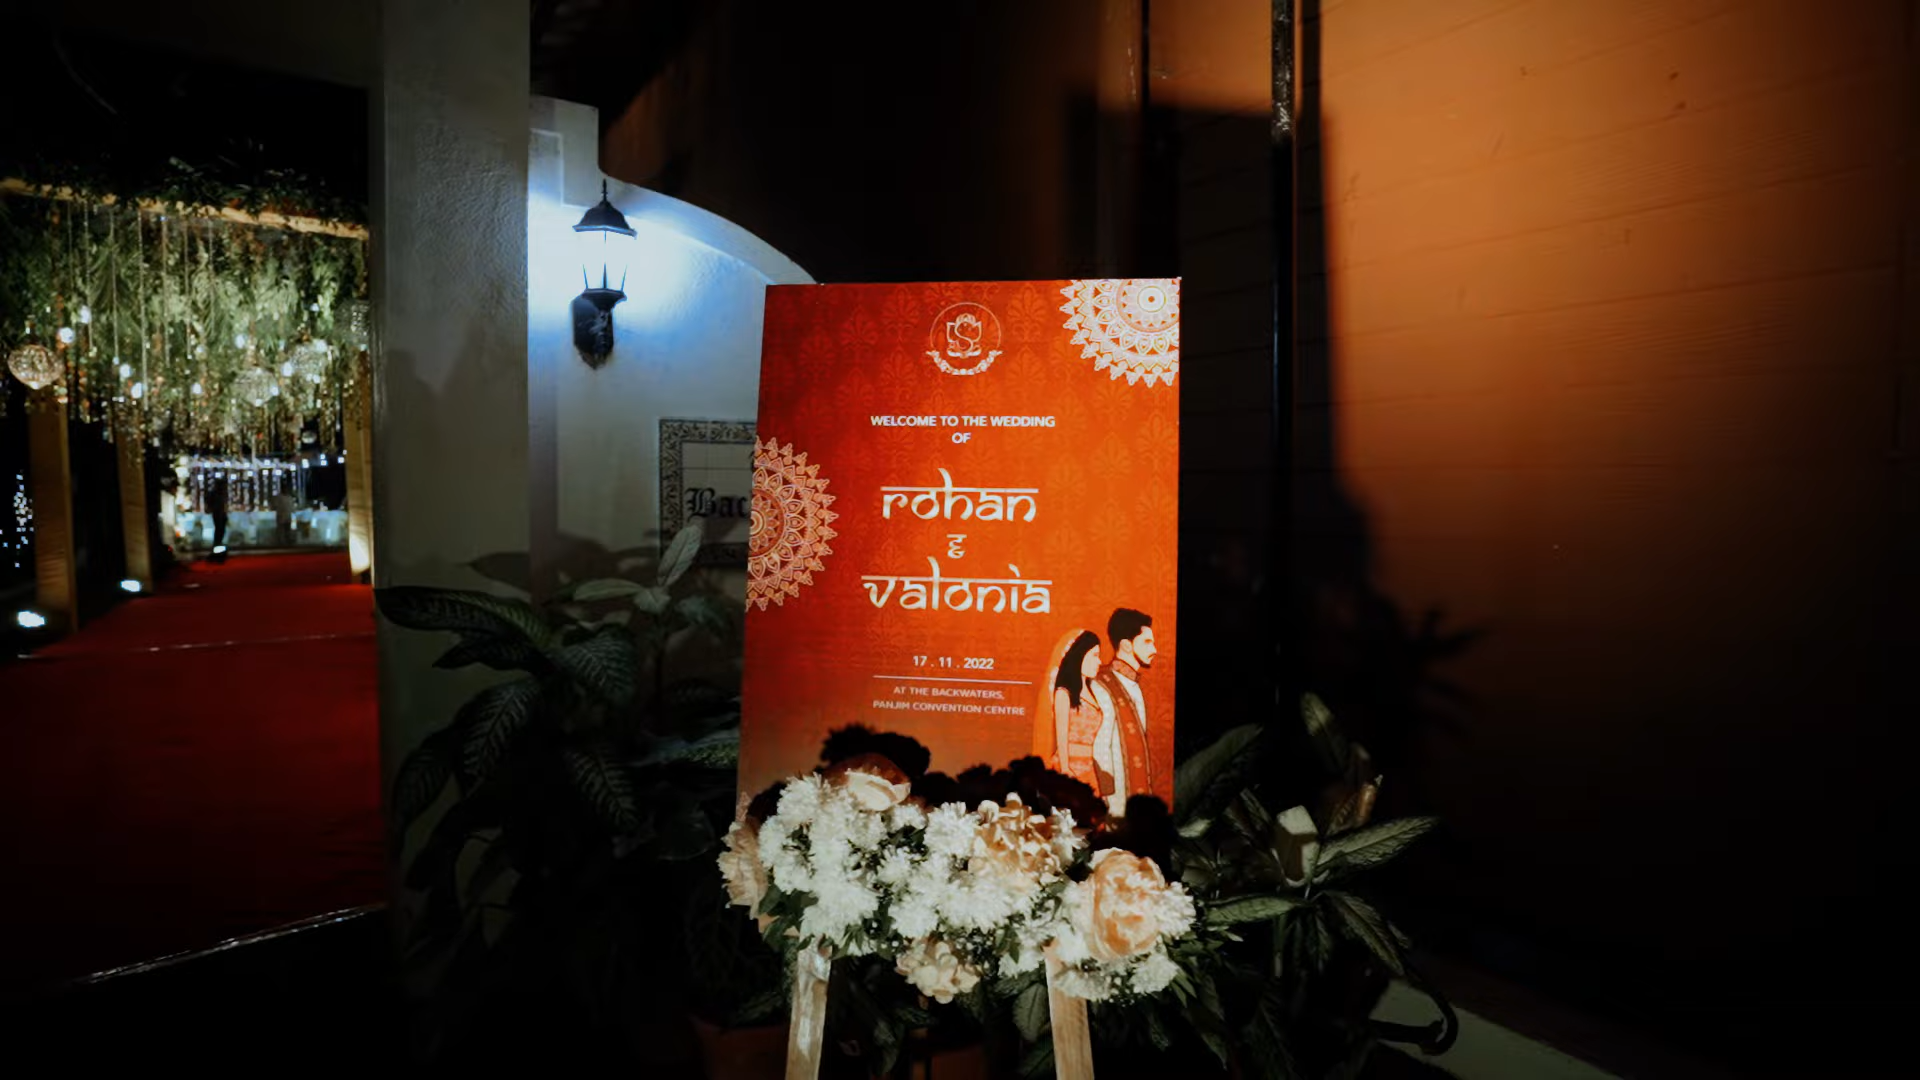 WELCOME TO THE WEDDING
OF
rohan
&
valonia
17 . 11 . 2022
AT THE BACKWATERS,
PANJIM CONVENTION CENTRE